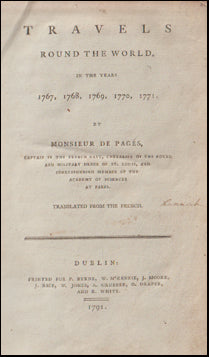 TRAVELS
ROUND THE WORLD,
IN THE YEARS
1767, 1768, 1769, 1770, 1771.
BY
MONSIEUR DE PAGÉS,
CAPTAIN IN THE FRENCH NAVY, CHEVALIER OF THE ROYAL
AND MILITARY ORDER OF ST. LOUIS, AND
CORRESPONDING MEMBER OF THE
ACADEMY OF SCIENCES
AT PARIS.
TRANSLATED FROM THE FRENCH.
DUBLIN:
PRINTED FOR P. BYRNE, W. M'KENZIE, J. MOORE,
J. RICE, W. JONES, A. GRUEBER, G. DRAPER,
AND R. WHITE.
1791.